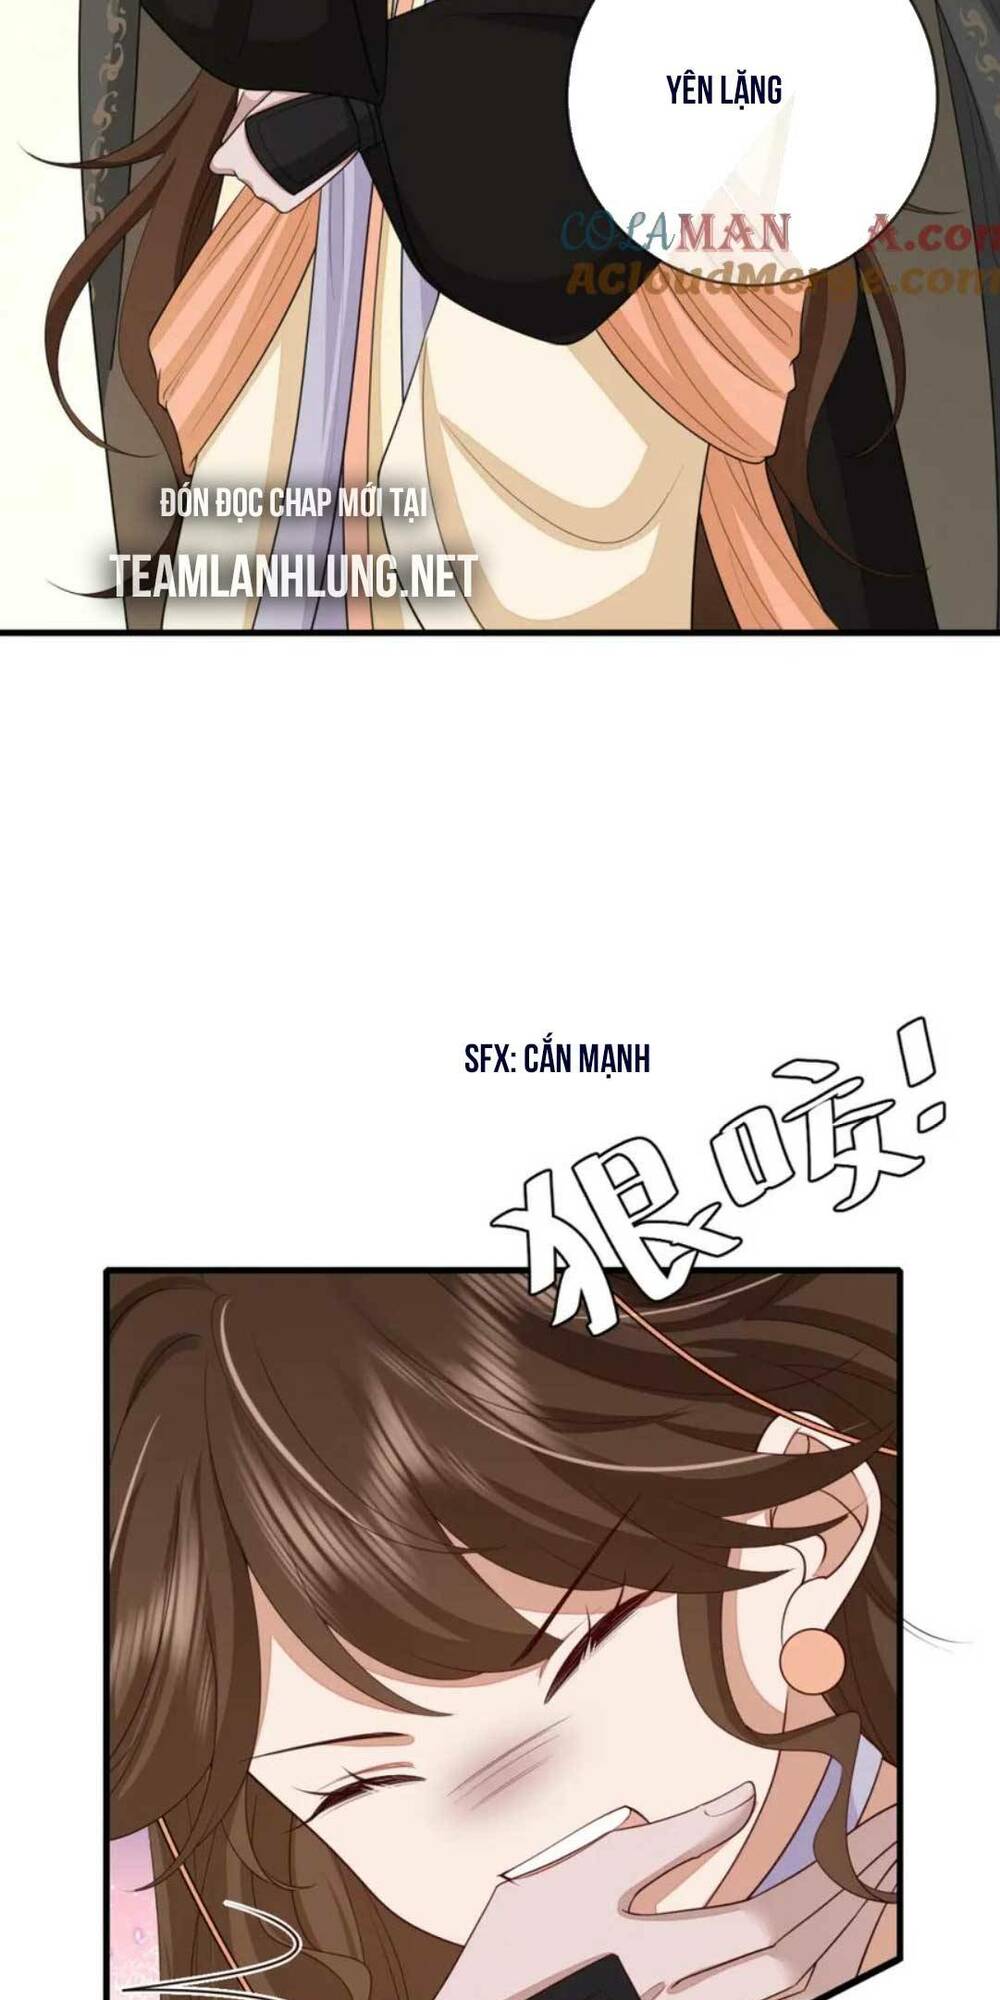 YÊN LẶNG
COLAMAN A.com
AcloudMerge.com
ĐÓN ĐỌC CHAP MỚI TẠI
TEAMLANHLUNG.NET
SFX: CẮN MẠNH
狠咬!